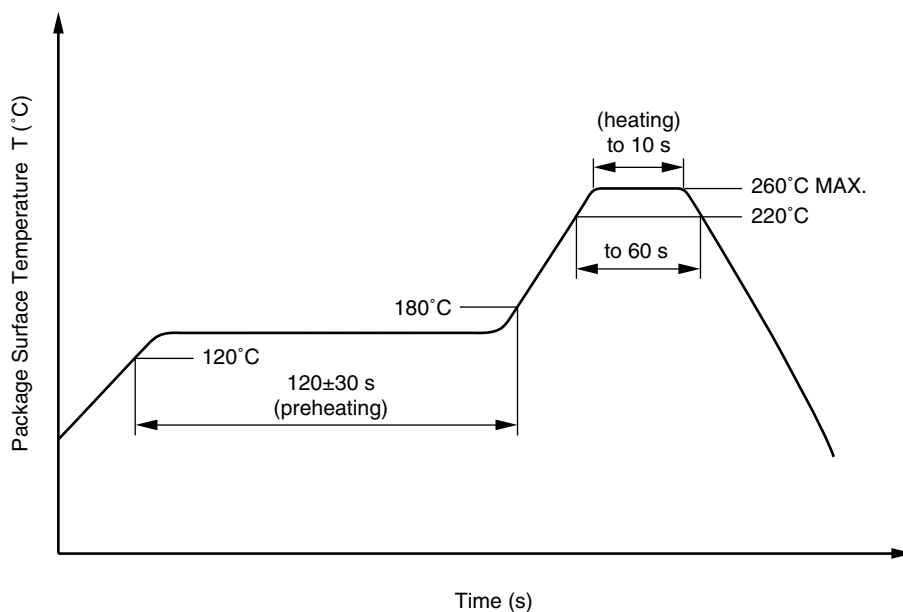 Package Surface Temperature T (˚C)
(heating)
to 10 s
260˚C MAX.
220˚C
to 60 s
180˚C
120˚C
120±30 s
(preheating)
Time (s)